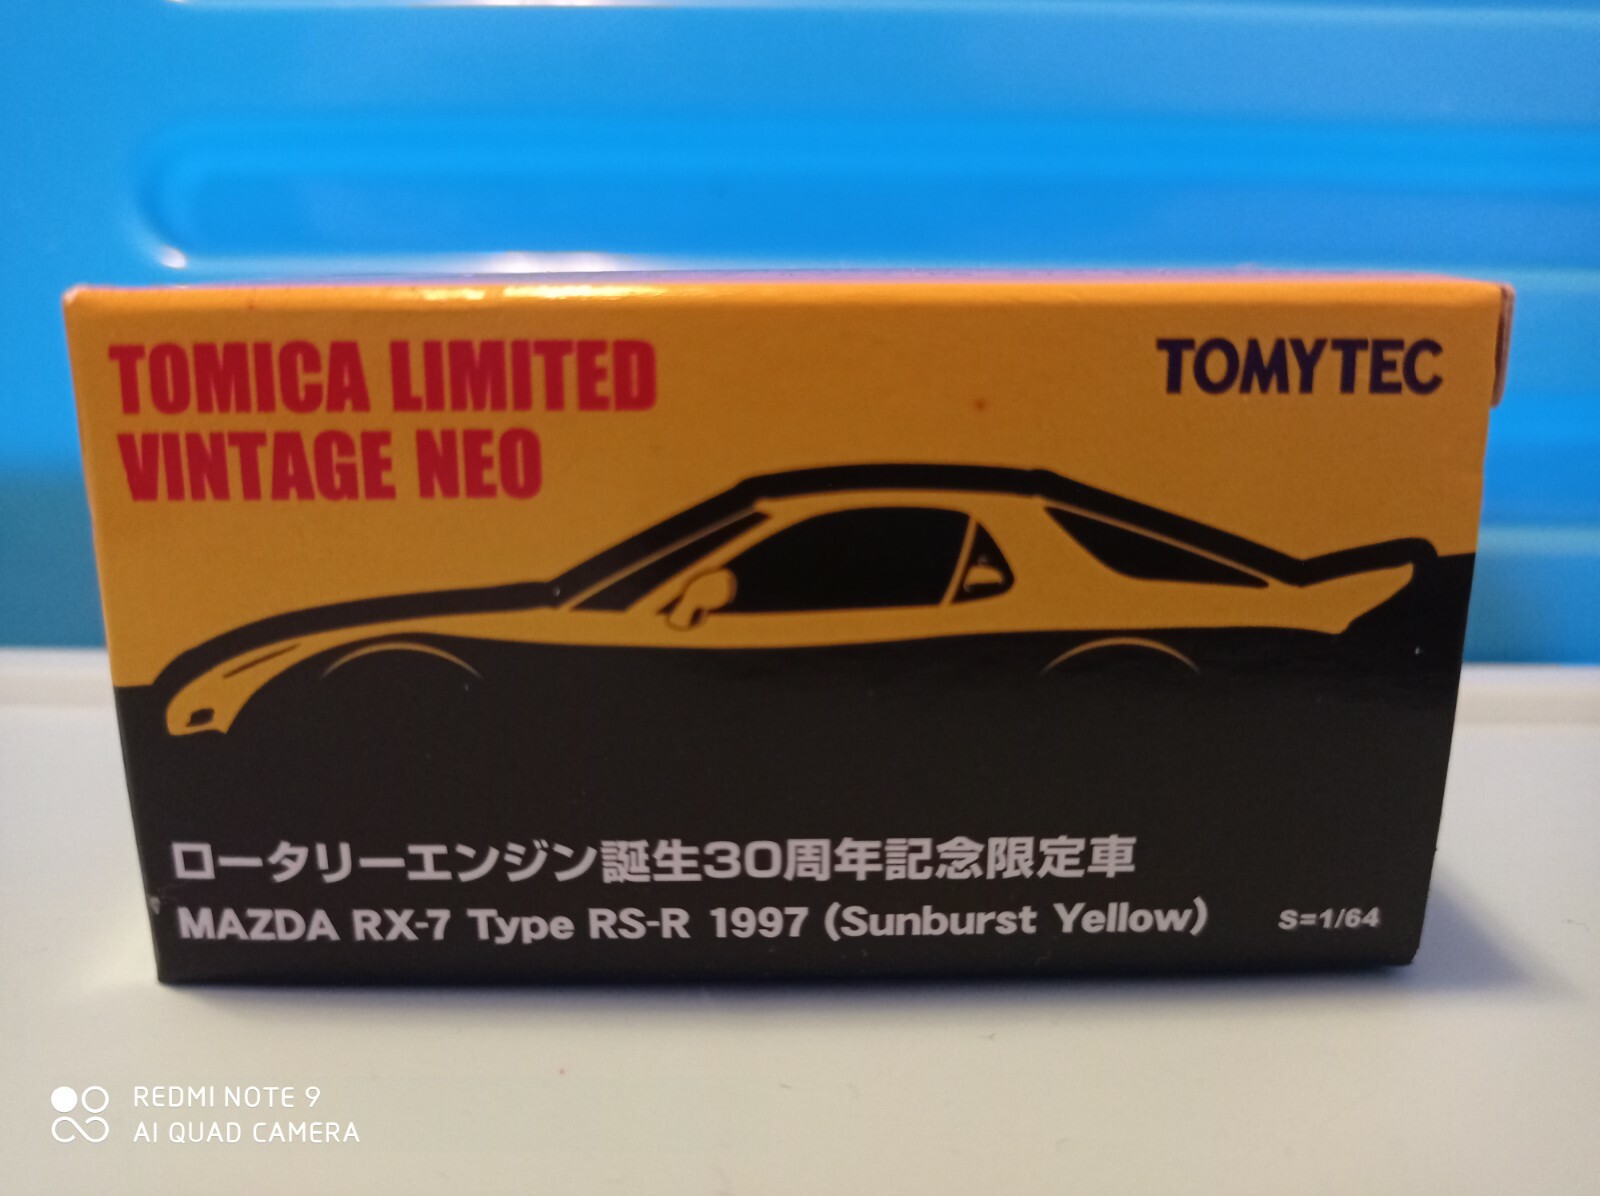 TOMICA LIMITED
VINTAGE NEO
TOMYTEC
ロータリーエンジン誕生30周年記念限定車
MAZDA RX-7 Type RS-R 1997 (Sunburst Yellow)
S=1/64
REDMI NOTE 9
AI QUAD CAMERA